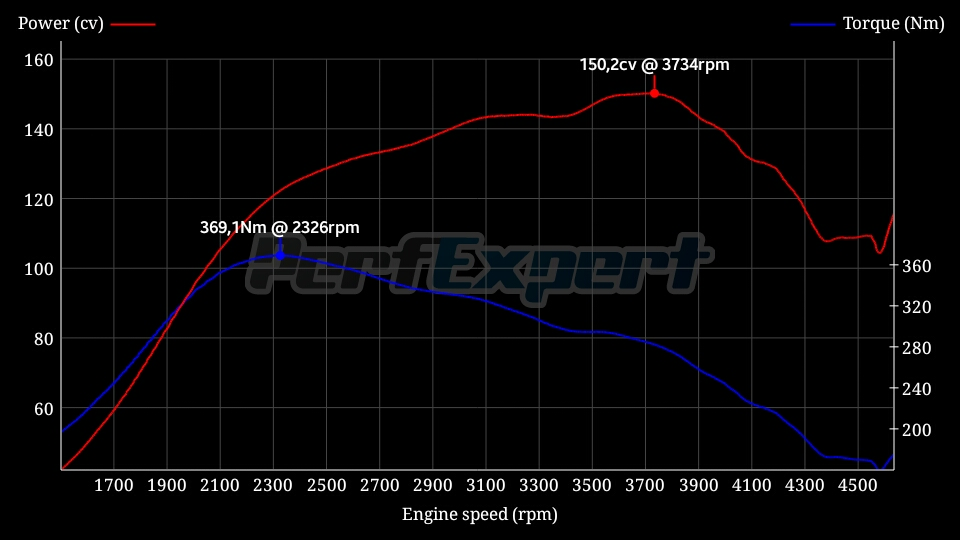 Power (cv)
Torque (Nm)
160
150,2cv @ 3734rpm
140
120
369,1Nm @ 2326rpm
PerfExpert
100
360
320
80
280
240
60
200
1700 1900 2100 2300 2500 2700 2900 3100 3300 3500 3700 3900 4100 4300 4500
Engine speed (rpm)